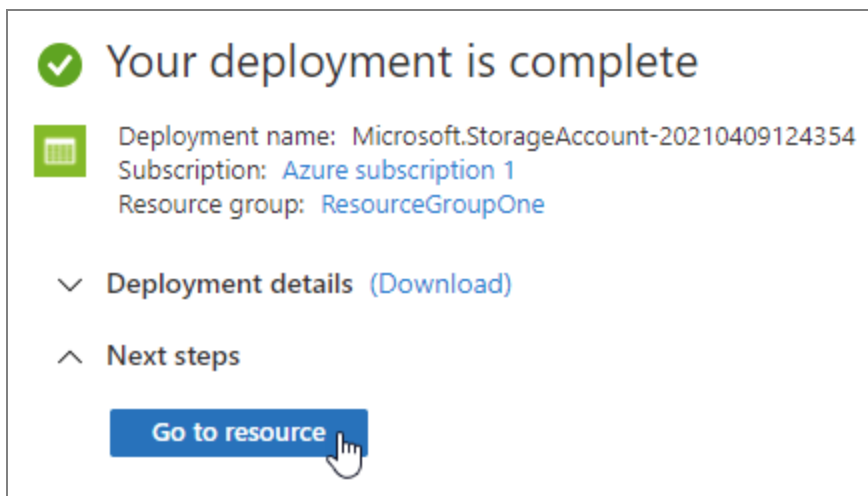 Your deployment is complete
Deployment name: Microsoft.StorageAccount-20210409124354
Subscription: Azure subscription 1
Resource group: ResourceGroupOne
Deployment details (Download)
Next steps
Go to resource